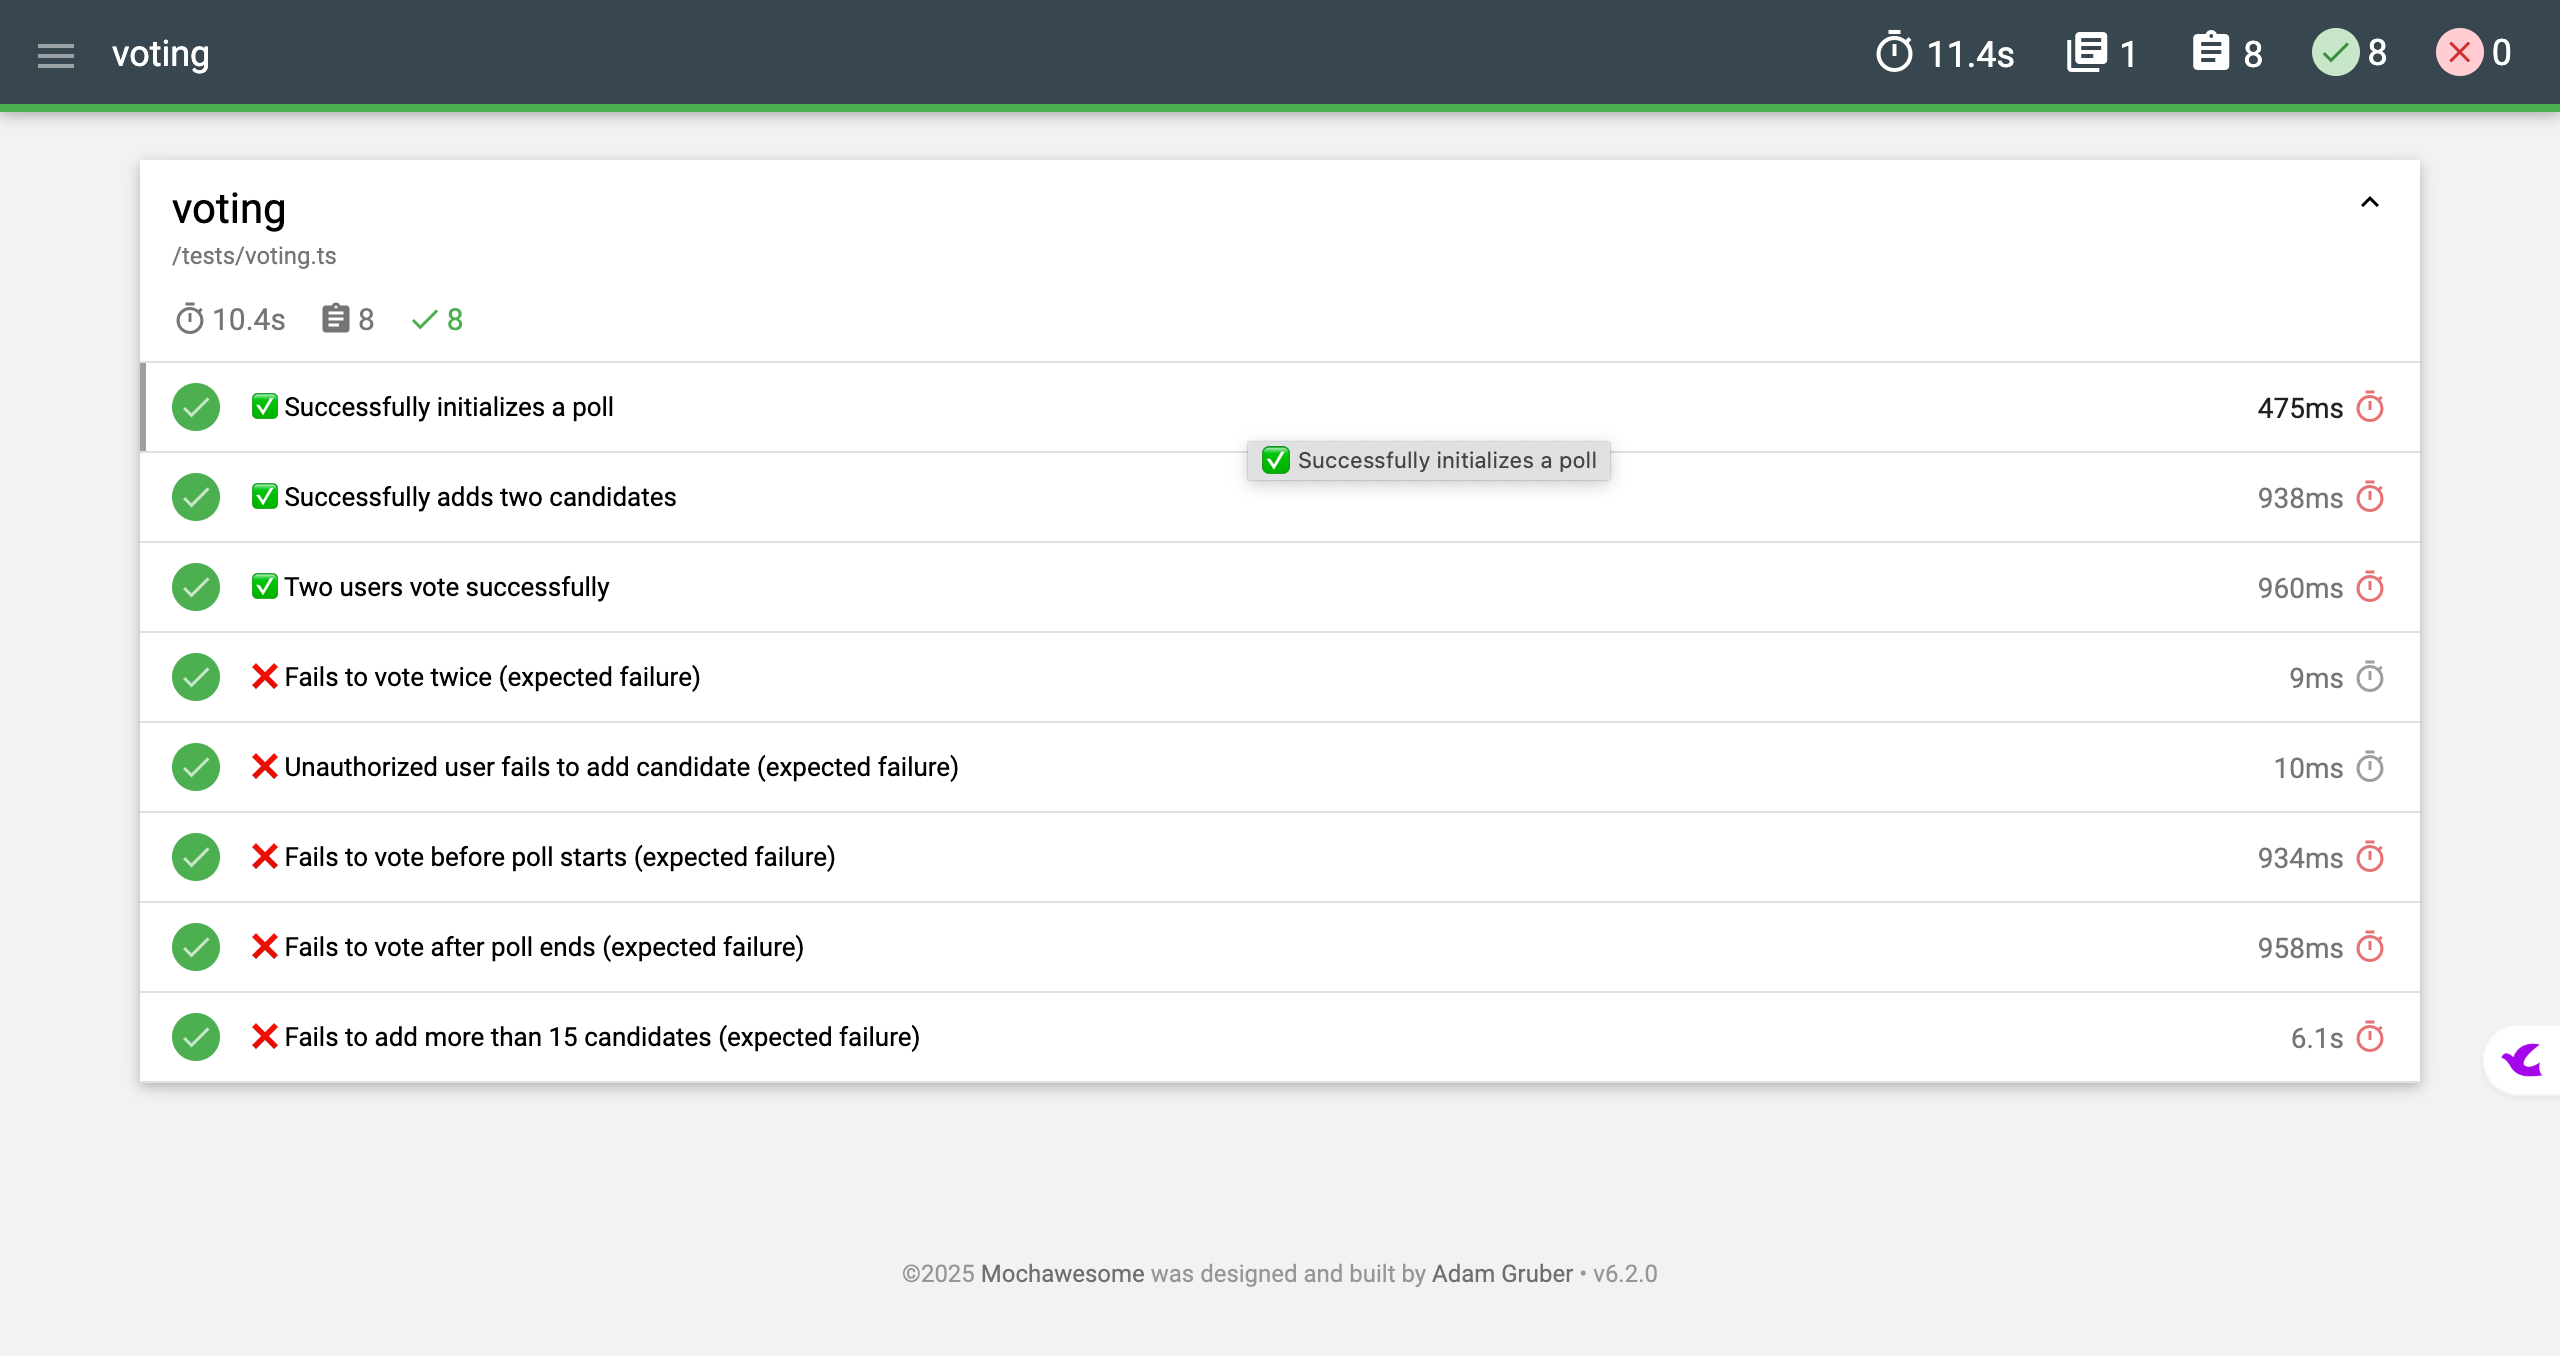 voting 11.4s 1 8 8 0
voting
/tests/voting.ts
10.4s 8 8
✅ Successfully initializes a poll 475ms
✅ Successfully initializes a poll
✅ Successfully adds two candidates 938ms
✅ Two users vote successfully 960ms
❌ Fails to vote twice (expected failure) 9ms
❌ Unauthorized user fails to add candidate (expected failure) 10ms
❌ Fails to vote before poll starts (expected failure) 934ms
❌ Fails to vote after poll ends (expected failure) 958ms
❌ Fails to add more than 15 candidates (expected failure) 6.1s
©2025 Mochawesome was designed and built by Adam Gruber • v6.2.0